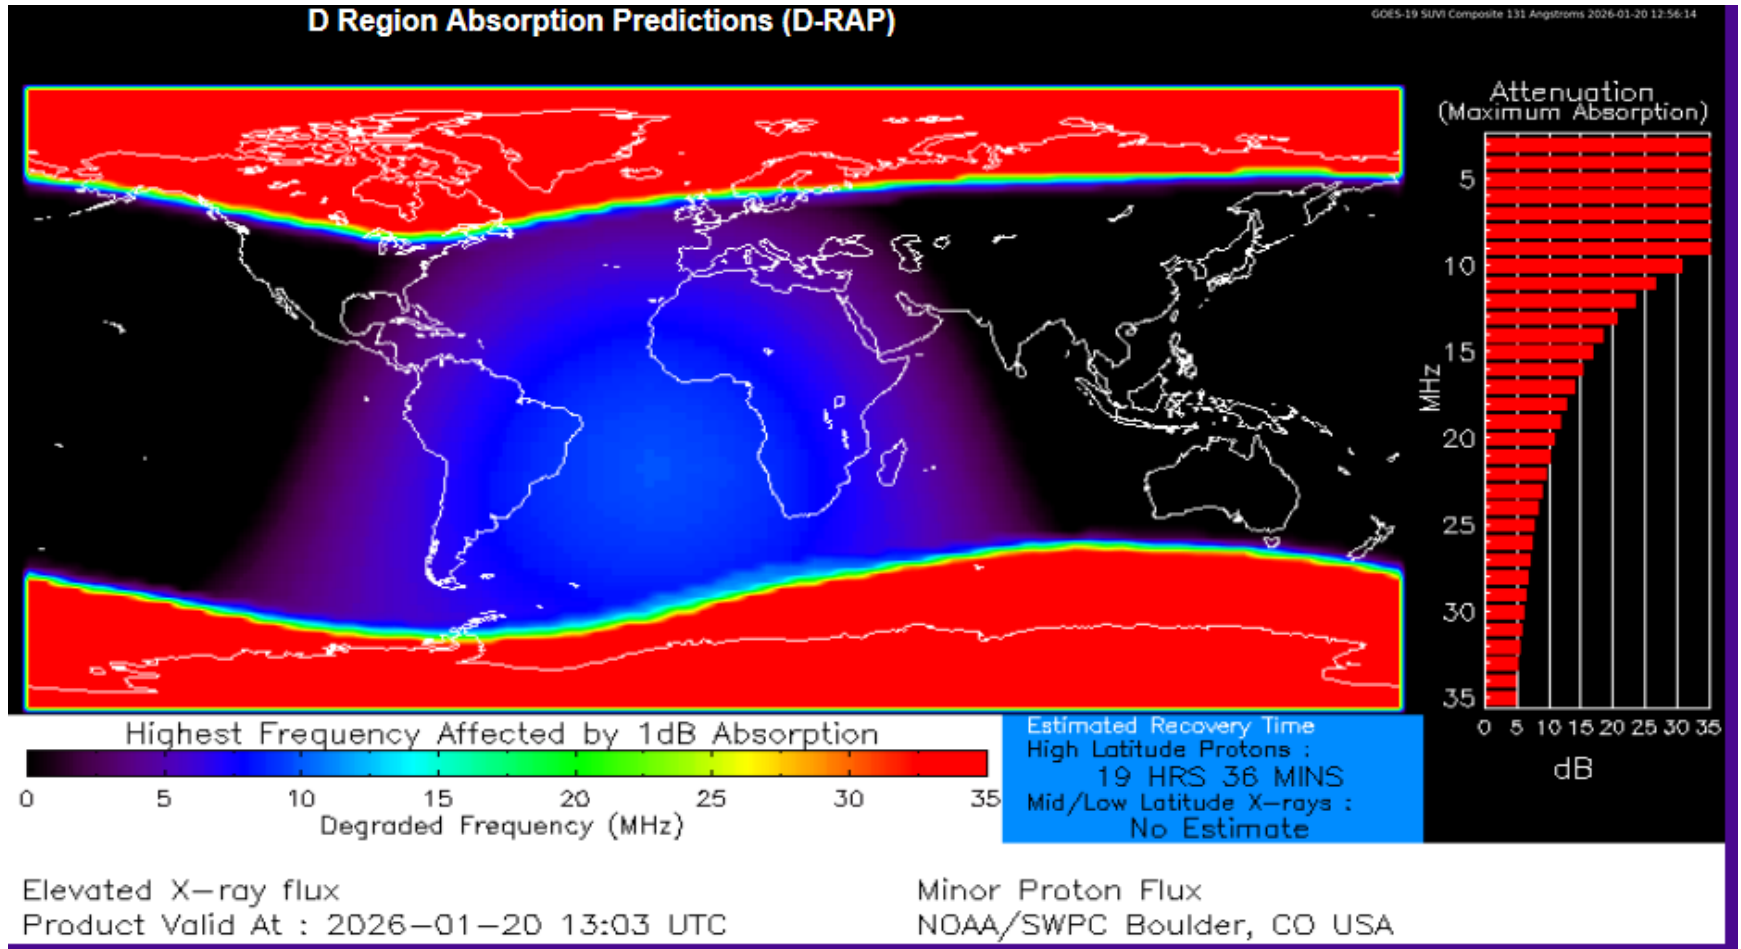 D Region Absorption Predictions (D-RAP)
GOES-19 SUVI Composite 131 Angstroms 2026-01-20 12:56:14
Attenuation
(Maximum Absorption)
5
10
15
20
25
30
35
MHz
0 5 10 15 20 25 30 35
dB
Highest Frequency Affected by 1dB Absorption
0 5 10 15 20 25 30 35
Degraded Frequency (MHz)
Estimated Recovery Time
High Latitude Protons :
19 HRS 36 MINS
Mid/Low Latitude X-rays :
No Estimate
Elevated X-ray flux
Product Valid At : 2026-01-20 13:03 UTC
Minor Proton Flux
NOAA/SWPC Boulder, CO USA